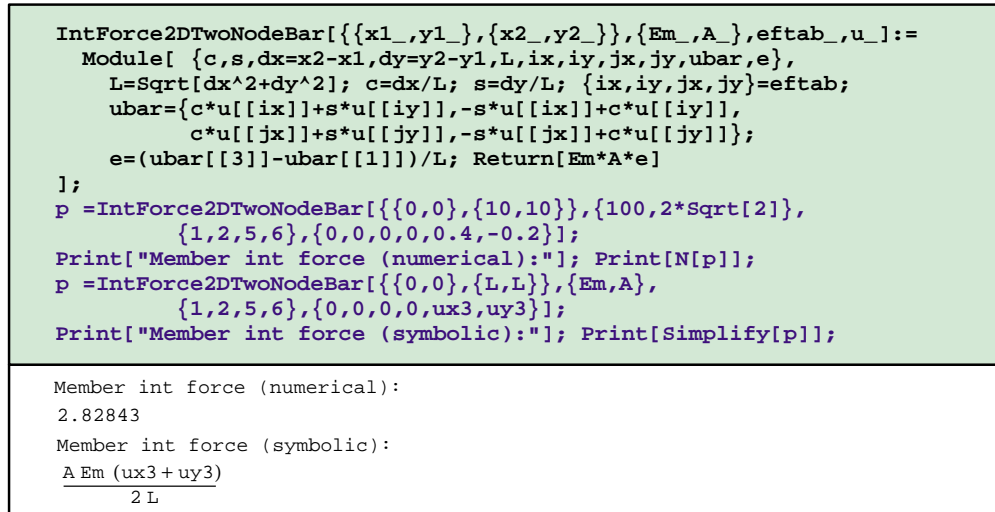 IntForce2DTwoNodeBar[{{x1_,y1_},{x2_,y2_}},{Em_,A_},eftab_,u_]:=
Module[ {c,s,dx=x2-x1,dy=y2-y1,L,ix,iy,jx,jy,ubar,e},
L=Sqrt[dx^2+dy^2]; c=dx/L; s=dy/L; {ix,iy,jx,jy}=eftab;
ubar={c*u[[ix]]+s*u[[iy]],-s*u[[ix]]+c*u[[iy]],
c*u[[jx]]+s*u[[jy]],-s*u[[jx]]+c*u[[jy]]};
e=(ubar[[3]]-ubar[[1]])/L; Return[Em*A*e]
];
p =IntForce2DTwoNodeBar[{{0,0},{10,10}},{100,2*Sqrt[2]},
{1,2,5,6},{0,0,0,0,0.4,-0.2}];
Print["Member int force (numerical):"]; Print[N[p]];
p =IntForce2DTwoNodeBar[{{0,0},{L,L}},{Em,A},
{1,2,5,6},{0,0,0,0,ux3,uy3}];
Print["Member int force (symbolic):"]; Print[Simplify[p]];
Member int force (numerical):
2.82843
Member int force (symbolic):
A Em (ux3 + uy3)
2 L